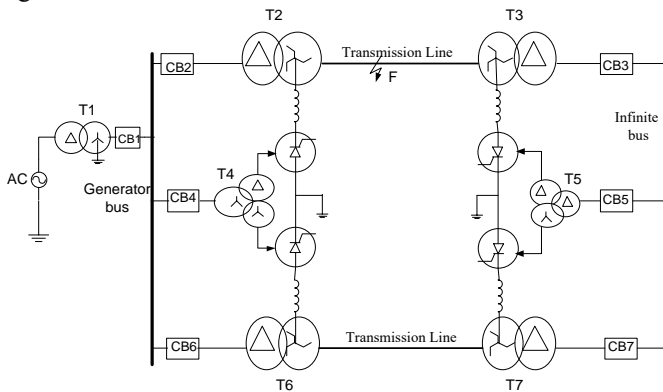 T2
T3
Transmission Line
CB2
F
CB3
T1
CB1
Infinite
bus
AC
Generator
bus
T4
CB4
T5
CB5
Transmission Line
CB6
CB7
T6
T7